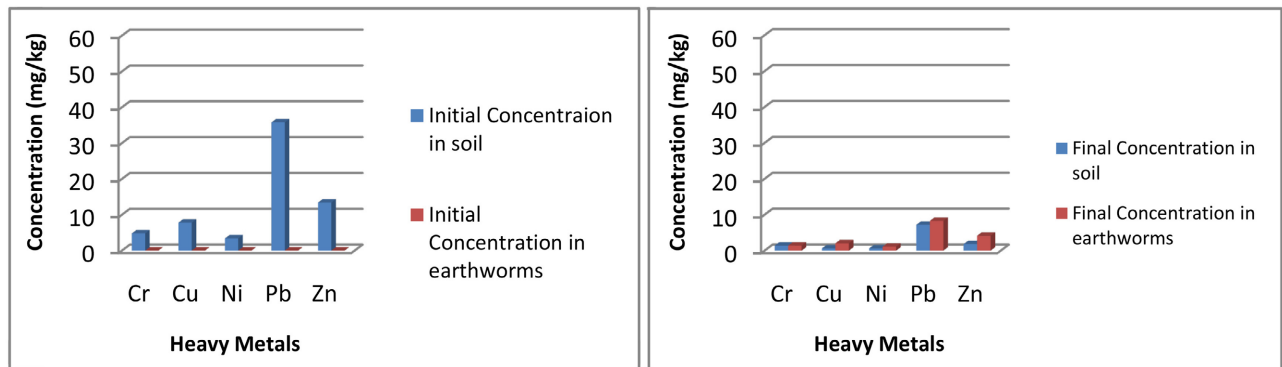 Concentration (mg/kg)
60
50
40
30
20
10
0
Cr Cu Ni Pb Zn
Heavy Metals
Initial Concentraion
in soil
Initial
Concentration in
earthworms
Concentration (mg/kg)
60
50
40
30
20
10
0
Cr Cu Ni Pb Zn
Heavy Metals
Final Concentration in
soil
Final Concentration in
earthworms